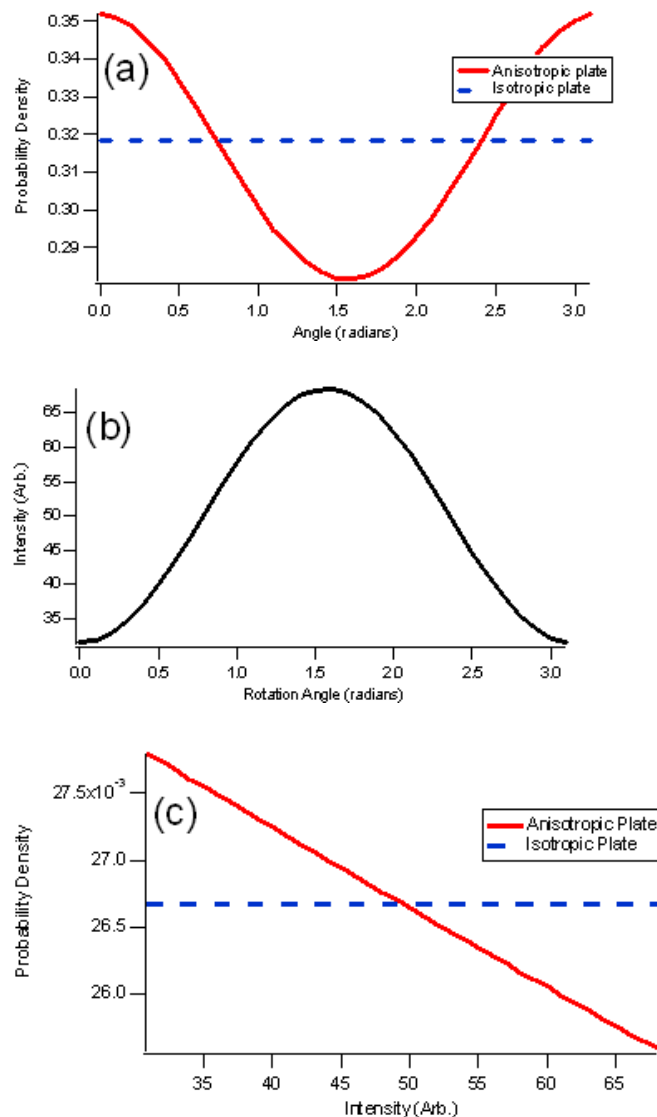 0.35
0.34
0.33
0.32
0.31
0.30
0.29
Probability Density
(a)
Anisotropic plate
Isotropic plate
0.0 0.5 1.0 1.5 2.0 2.5 3.0
Angle (radians)
65
60
55
50
45
40
35
Intensity (Arb.)
(b)
0.0 0.5 1.0 1.5 2.0 2.5 3.0
Rotation Angle (radians)
27.5x10⁻³
27.0
26.5
26.0
Probability Density
(c)
Anisotropic Plate
Isotropic Plate
35 40 45 50 55 60 65
Intensity (Arb.)